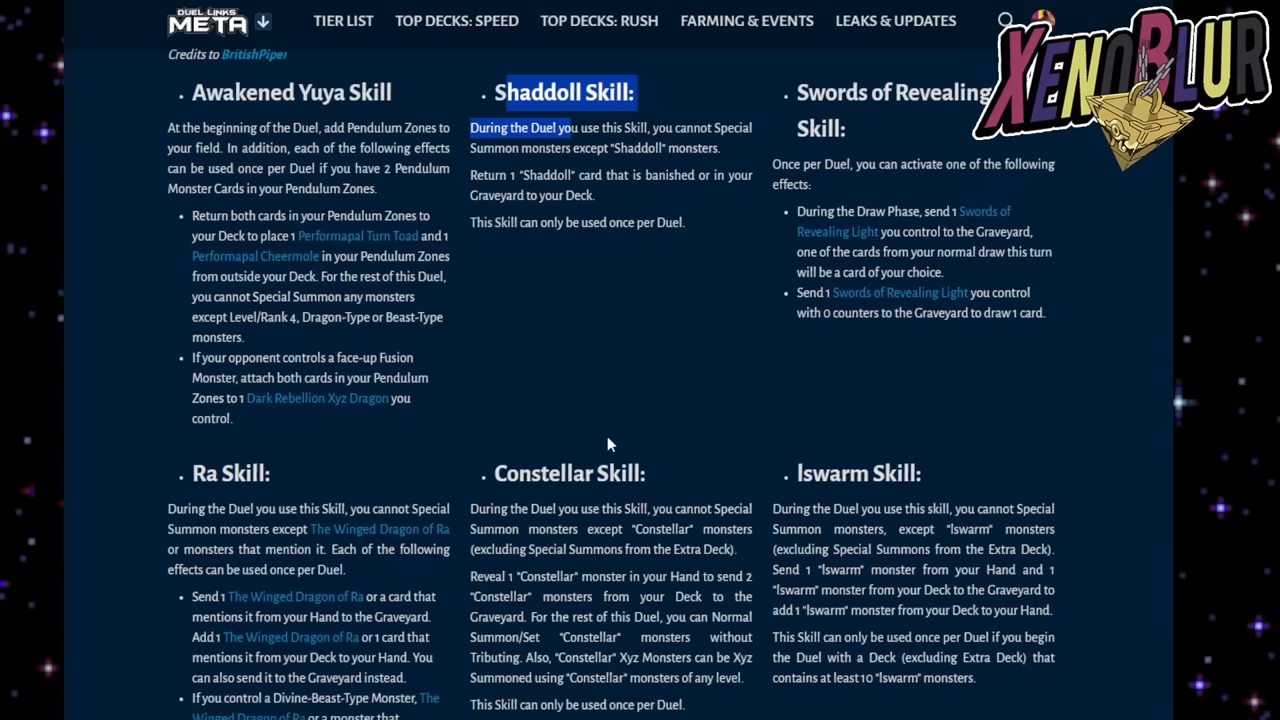 DUEL LINKS
META
TIER LIST
TOP DECKS: SPEED
TOP DECKS: RUSH
FARMING & EVENTS
LEAKS & UPDATES
XENOBLUR
Credits to BritishPiper
Awakened Yuya Skill
At the beginning of the Duel, add Pendulum Zones to
your field. In addition, each of the following effects
can be used once per Duel if you have 2 Pendulum
Monster Cards in your Pendulum Zones.
Return both cards in your Pendulum Zones to
your Deck to place 1 Performapal Turn Toad and 1
Performapal Cheermole in your Pendulum Zones
from outside your Deck. For the rest of this Duel,
you cannot Special Summon any monsters
except Level/Rank 4, Dragon-Type or Beast-Type
monsters.
If your opponent controls a face-up Fusion
Monster, attach both cards in your Pendulum
Zones to 1 Dark Rebellion Xyz Dragon you
control.
Shaddoll Skill:
During the Duel you use this Skill, you cannot Special
Summon monsters except "Shaddoll" monsters.
Return 1 "Shaddoll" card that is banished or in your
Graveyard to your Deck.
This Skill can only be used once per Duel.
Swords of Revealing
Skill:
Once per Duel, you can activate one of the following
effects:
During the Draw Phase, send 1 Swords of
Revealing Light you control to the Graveyard,
one of the cards from your normal draw this turn
will be a card of your choice.
Send 1 Swords of Revealing Light you control
with 0 counters to the Graveyard to draw 1 card.
Ra Skill:
During the Duel you use this Skill, you cannot Special
Summon monsters except The Winged Dragon of Ra
or monsters that mention it. Each of the following
effects can be used once per Duel.
Send 1 The Winged Dragon of Ra or a card that
mentions it from your Hand to the Graveyard.
Add 1 The Winged Dragon of Ra or 1 card that
mentions it from your Deck to your Hand. You
can also send it to the Graveyard instead.
If you control a Divine-Beast-Type Monster, The
Winged Dragon of Ra or a monster that
Constellar Skill:
During the Duel you use this Skill, you cannot Special
Summon monsters except "Constellar" monsters
(excluding Special Summons from the Extra Deck).
Reveal 1 "Constellar" monster in your Hand to send 2
"Constellar" monsters from your Deck to the
Graveyard. For the rest of this Duel, you can Normal
Summon/Set "Constellar" monsters without
Tributing. Also, "Constellar" Xyz Monsters can be Xyz
Summoned using "Constellar" monsters of any level.
This Skill can only be used once per Duel.
lswarm Skill:
During the Duel you use this skill, you cannot Special
Summon monsters, except "lswarm" monsters
(excluding Special Summons from the Extra Deck).
Send 1 "lswarm" monster from your Hand and 1
"lswarm" monster from your Deck to the Graveyard to
add 1 "lswarm" monster from your Deck to your Hand.
This Skill can only be used once per Duel if you begin
the Duel with a Deck (excluding Extra Deck) that
contains at least 10 "lswarm" monsters.